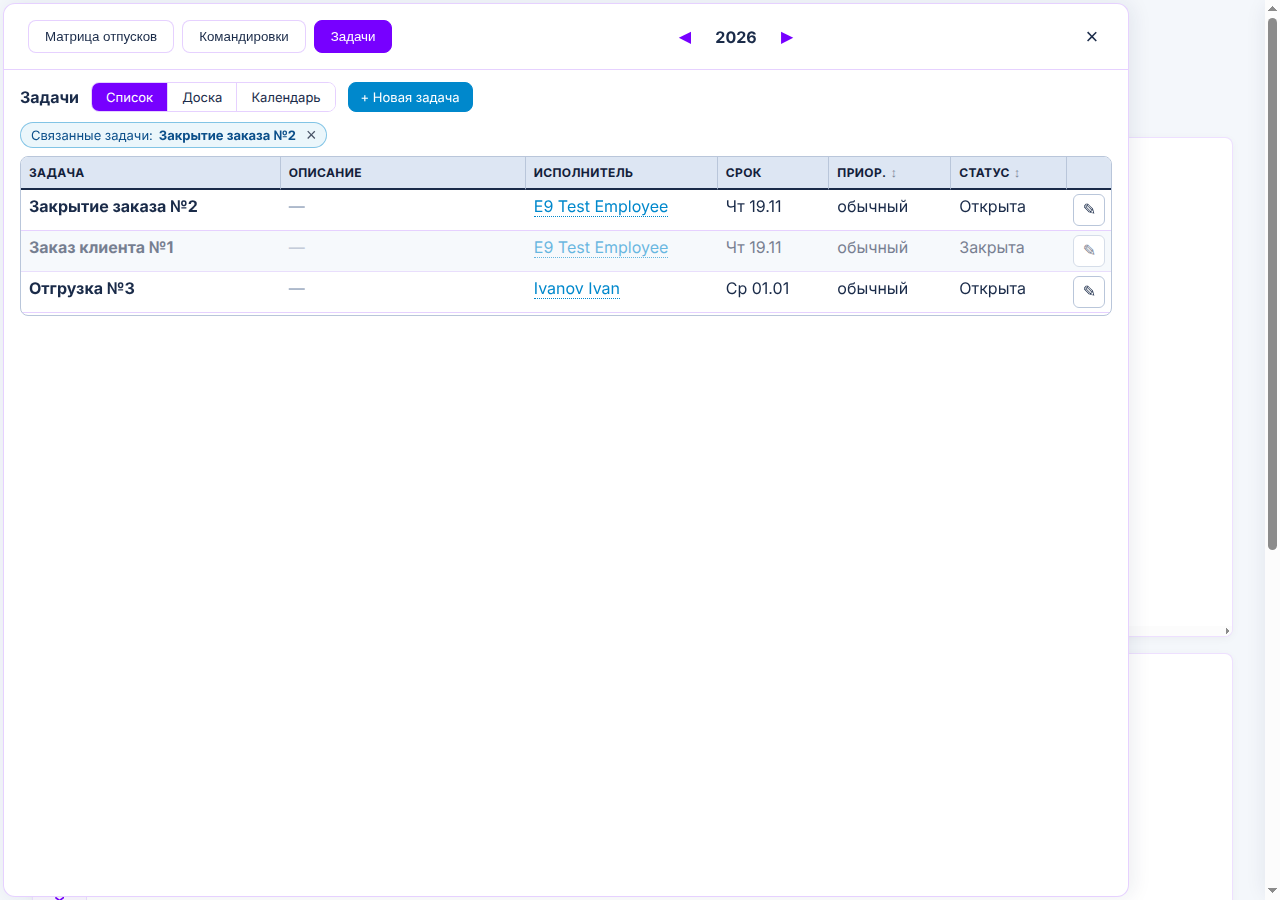 Матрица отпусков Командировки Задачи ◀ 2026 ▶ ×
Задачи Список Доска Календарь + Новая задача
Связанные задачи: Закрытие заказа №2 ✕
ЗАДАЧА ОПИСАНИЕ ИСПОЛНИТЕЛЬ СРОК ПРИОР. ↕ СТАТУС ↕
Закрытие заказа №2 — E9 Test Employee Чт 19.11 обычный Открыта ✎
Заказ клиента №1 — E9 Test Employee Чт 19.11 обычный Закрыта ✎
Отгрузка №3 — Ivanov Ivan Ср 01.01 обычный Открыта ✎